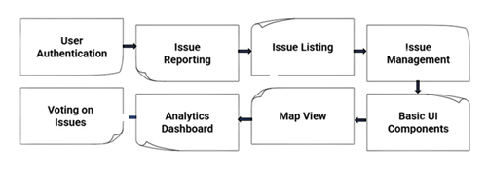 User
Authentication
Issue
Reporting
Issue Listing
Issue
Management
Voting on
Issues
Analytics
Dashboard
Map View
Basic UI
Components